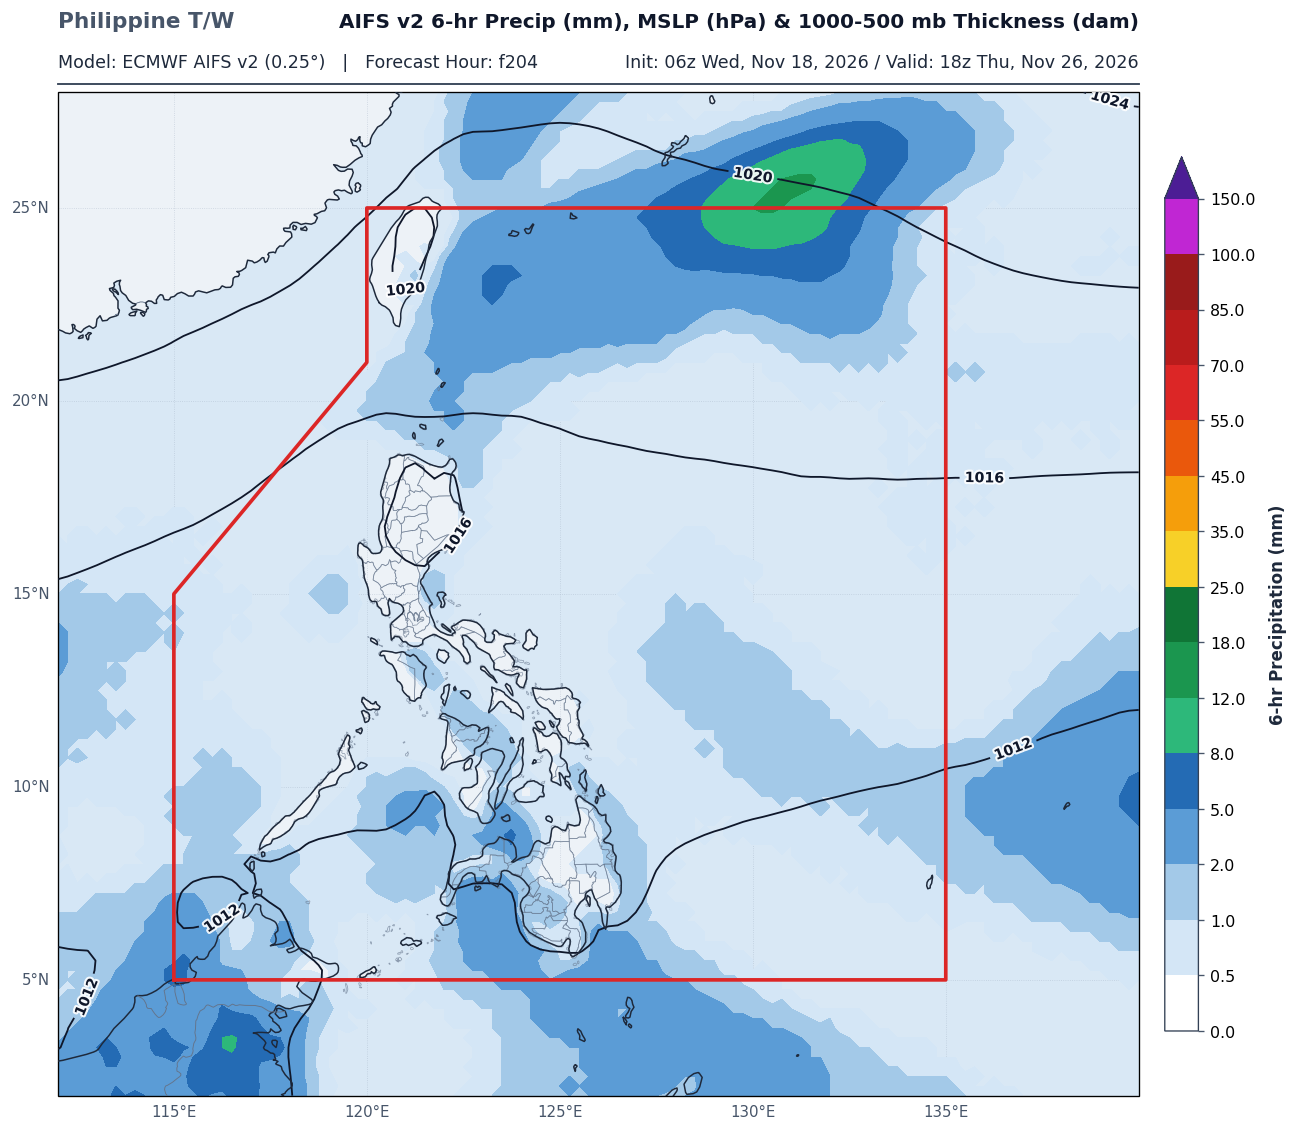 Philippine T/W
AIFS v2 6-hr Precip (mm), MSLP (hPa) & 1000-500 mb Thickness (dam)
Model: ECMWF AIFS v2 (0.25°) | Forecast Hour: f204
Init: 06z Wed, Nov 18, 2026 / Valid: 18z Thu, Nov 26, 2026
1024
1020
1020
1016
1016
1012
1012
1012
25°N
20°N
15°N
10°N
5°N
115°E
120°E
125°E
130°E
135°E
150.0
100.0
85.0
70.0
55.0
45.0
35.0
25.0
18.0
12.0
8.0
5.0
2.0
1.0
0.5
0.0
6-hr Precipitation (mm)